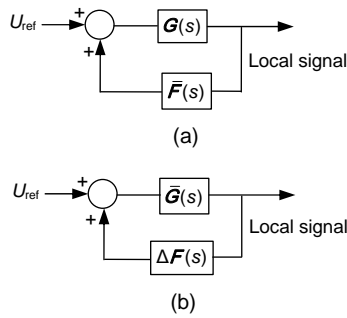 U_ref
+
G(s)
+
Local signal
F̄(s)
(a)
U_ref
+
Ḡ(s)
+
Local signal
ΔF(s)
(b)